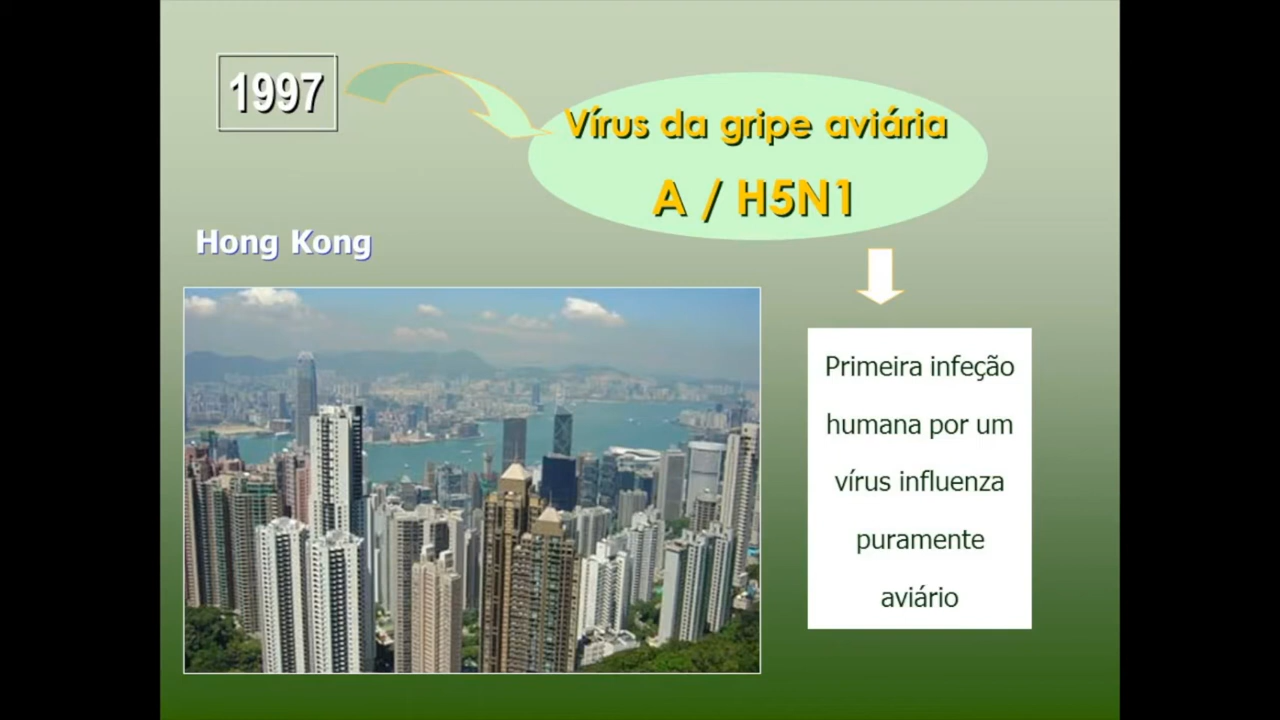 1997
Vírus da gripe aviária
A / H5N1
Hong Kong
Primeira infeção
humana por um
vírus influenza
puramente
aviário